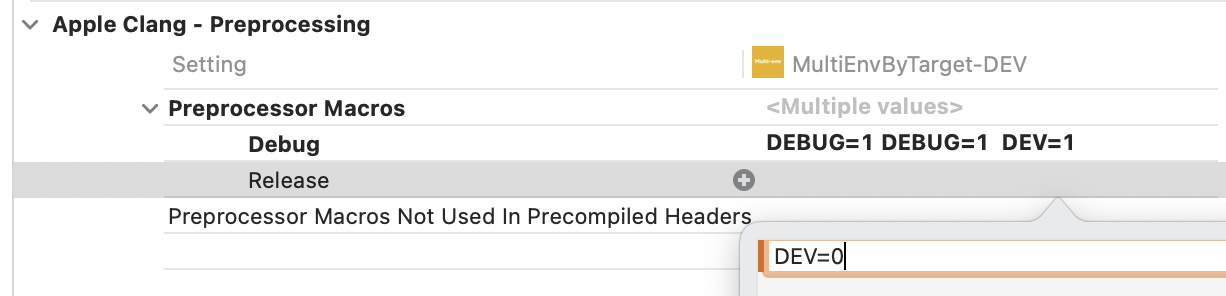 Apple Clang - Preprocessing
Setting
Multi-env
MultiEnvByTarget-DEV
Preprocessor Macros
<Multiple values>
Debug
DEBUG=1 DEBUG=1 DEV=1
Release
Preprocessor Macros Not Used In Precompiled Headers
DEV=0